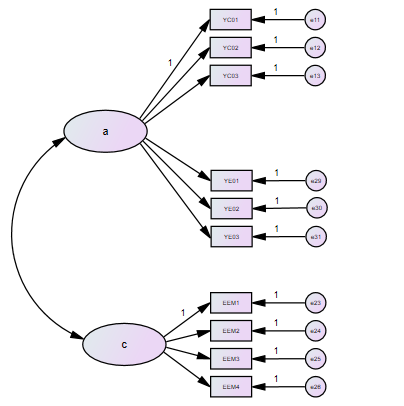 YC01 1 e11
1 YC02 1 e12
YC03 1 e13
a
YE01 1 e29
YE02 1 e30
YE03 1 e31
1 EEM1 1 e23
EEM2 1 e24
c
EEM3 1 e25
EEM4 1 e26